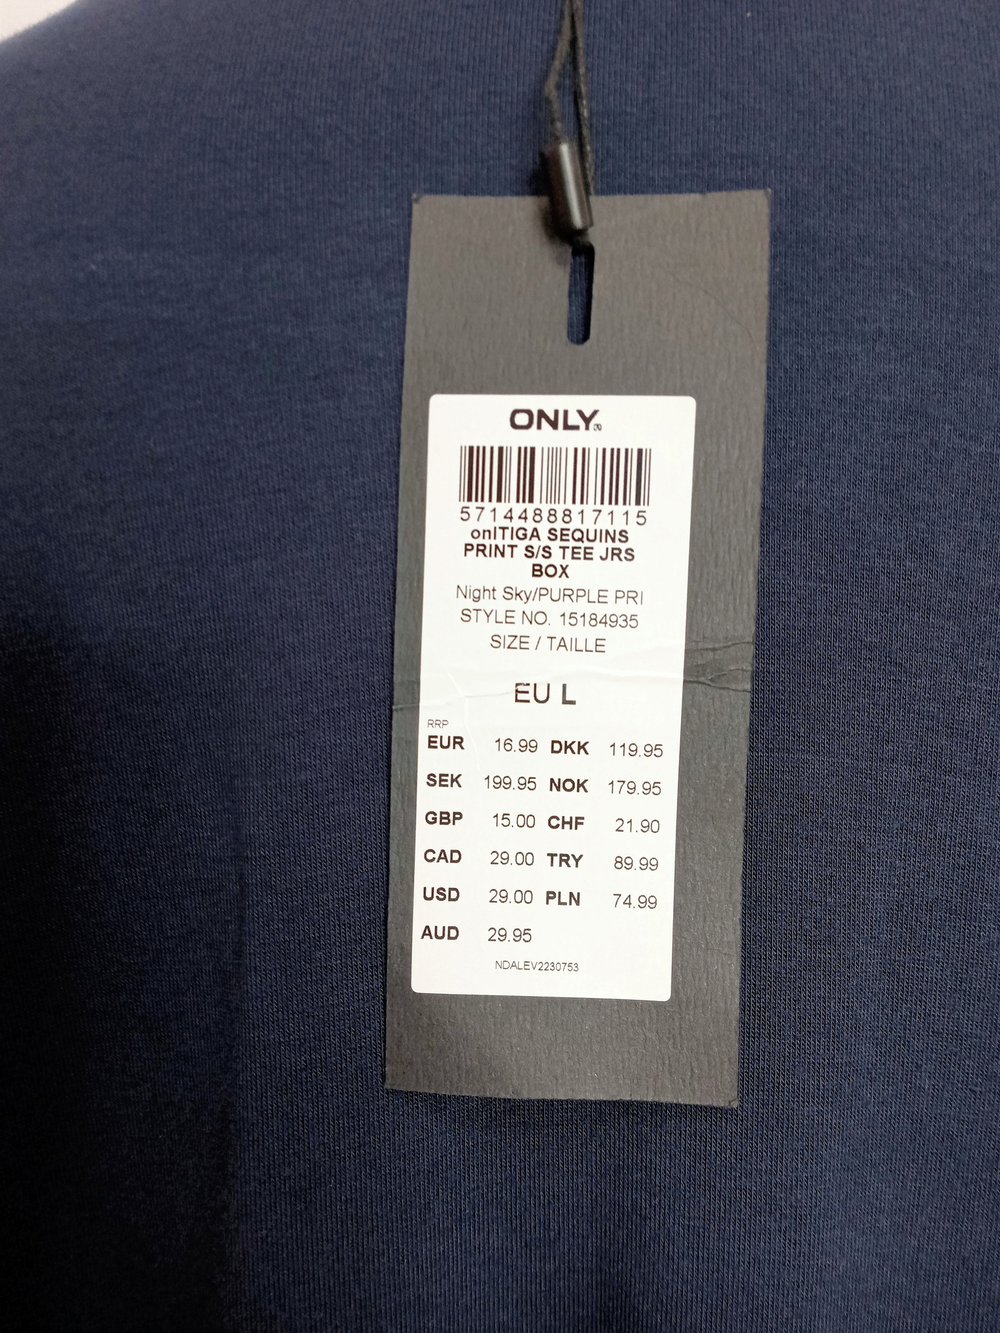 ONLY
5714488817115
onlTIGA SEQUINS
PRINT S/S TEE JRS
BOX
Night Sky/PURPLE PRI
STYLE NO. 15184935
SIZE / TAILLE
EU L
RRP
EUR 16.99 DKK 119.95
SEK 199.95 NOK 179.95
GBP 15.00 CHF 21.90
CAD 29.00 TRY 89.99
USD 29.00 PLN 74.99
AUD 29.95
NDALEV2230753